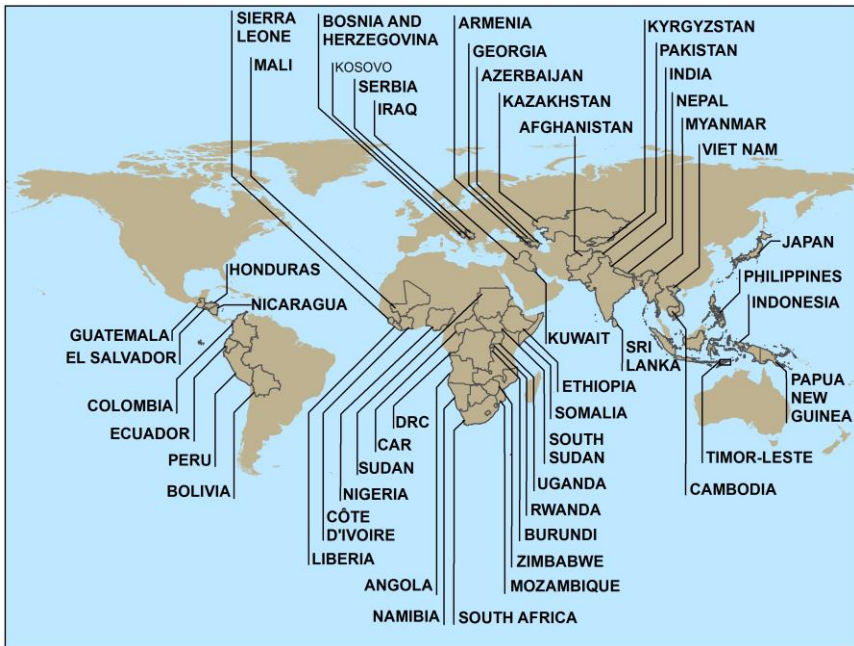 SIERRA
LEONE
MALI
BOSNIA AND
HERZEGOVINA
KOSOVO
SERBIA
IRAQ
ARMENIA
GEORGIA
AZERBAIJAN
KAZAKHSTAN
AFGHANISTAN
KYRGYZSTAN
PAKISTAN
INDIA
NEPAL
MYANMAR
VIET NAM
JAPAN
PHILIPPINES
INDONESIA
HONDURAS
NICARAGUA
GUATEMALA
EL SALVADOR
COLOMBIA
ECUADOR
PERU
BOLIVIA
KUWAIT
SRI
LANKA
ETHIOPIA
SOMALIA
SOUTH
SUDAN
UGANDA
RWANDA
BURUNDI
ZIMBABWE
MOZAMBIQUE
DRC
CAR
SUDAN
NIGERIA
CÔTE
D'IVOIRE
LIBERIA
ANGOLA
NAMIBIA
SOUTH AFRICA
PAPUA
NEW
GUINEA
TIMOR-LESTE
CAMBODIA